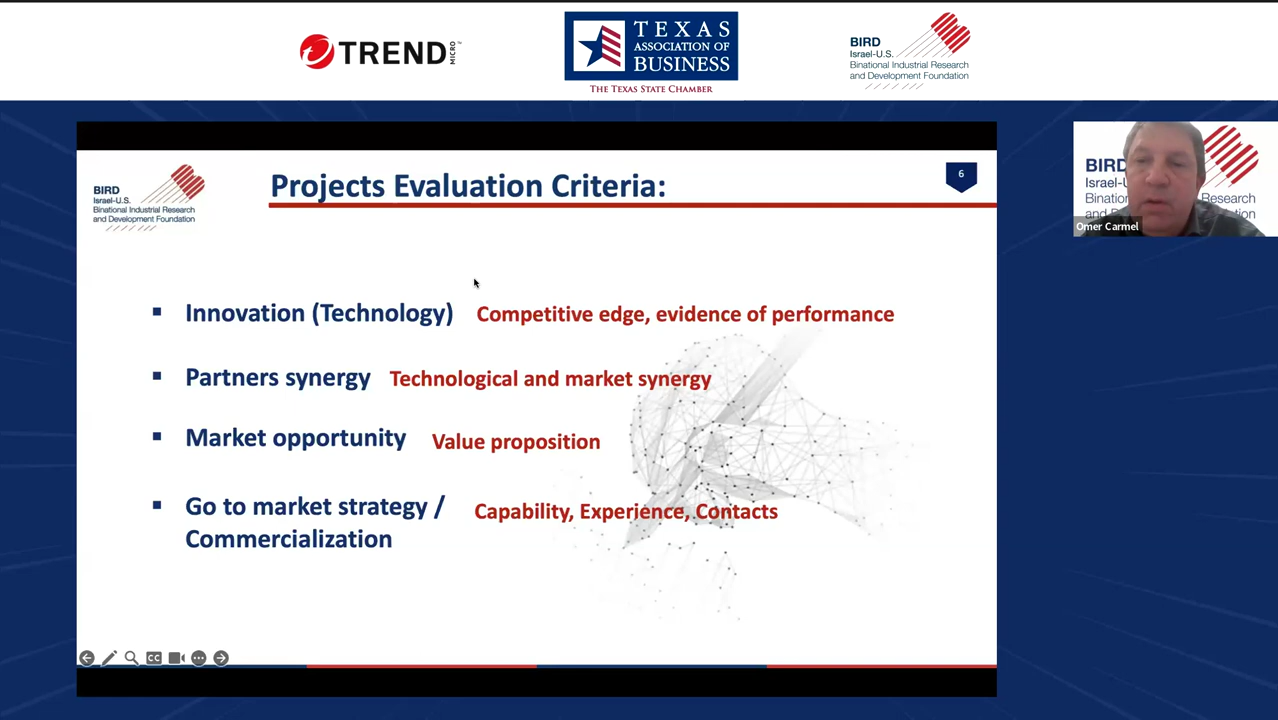 TREND MICRO™
TEXAS
ASSOCIATION OF
BUSINESS
THE TEXAS STATE CHAMBER
BIRD
Israel-U.S.
Binational Industrial Research
and Development Foundation
BIRD
Israel-U.S.
Binational Industrial Research
and Development Foundation
Projects Evaluation Criteria:
6
▪ Innovation (Technology) Competitive edge, evidence of performance
▪ Partners synergy Technological and market synergy
▪ Market opportunity Value proposition
▪ Go to market strategy / Capability, Experience, Contacts
Commercialization
CC
BIRD
Research
Foundation
Omer Carmel